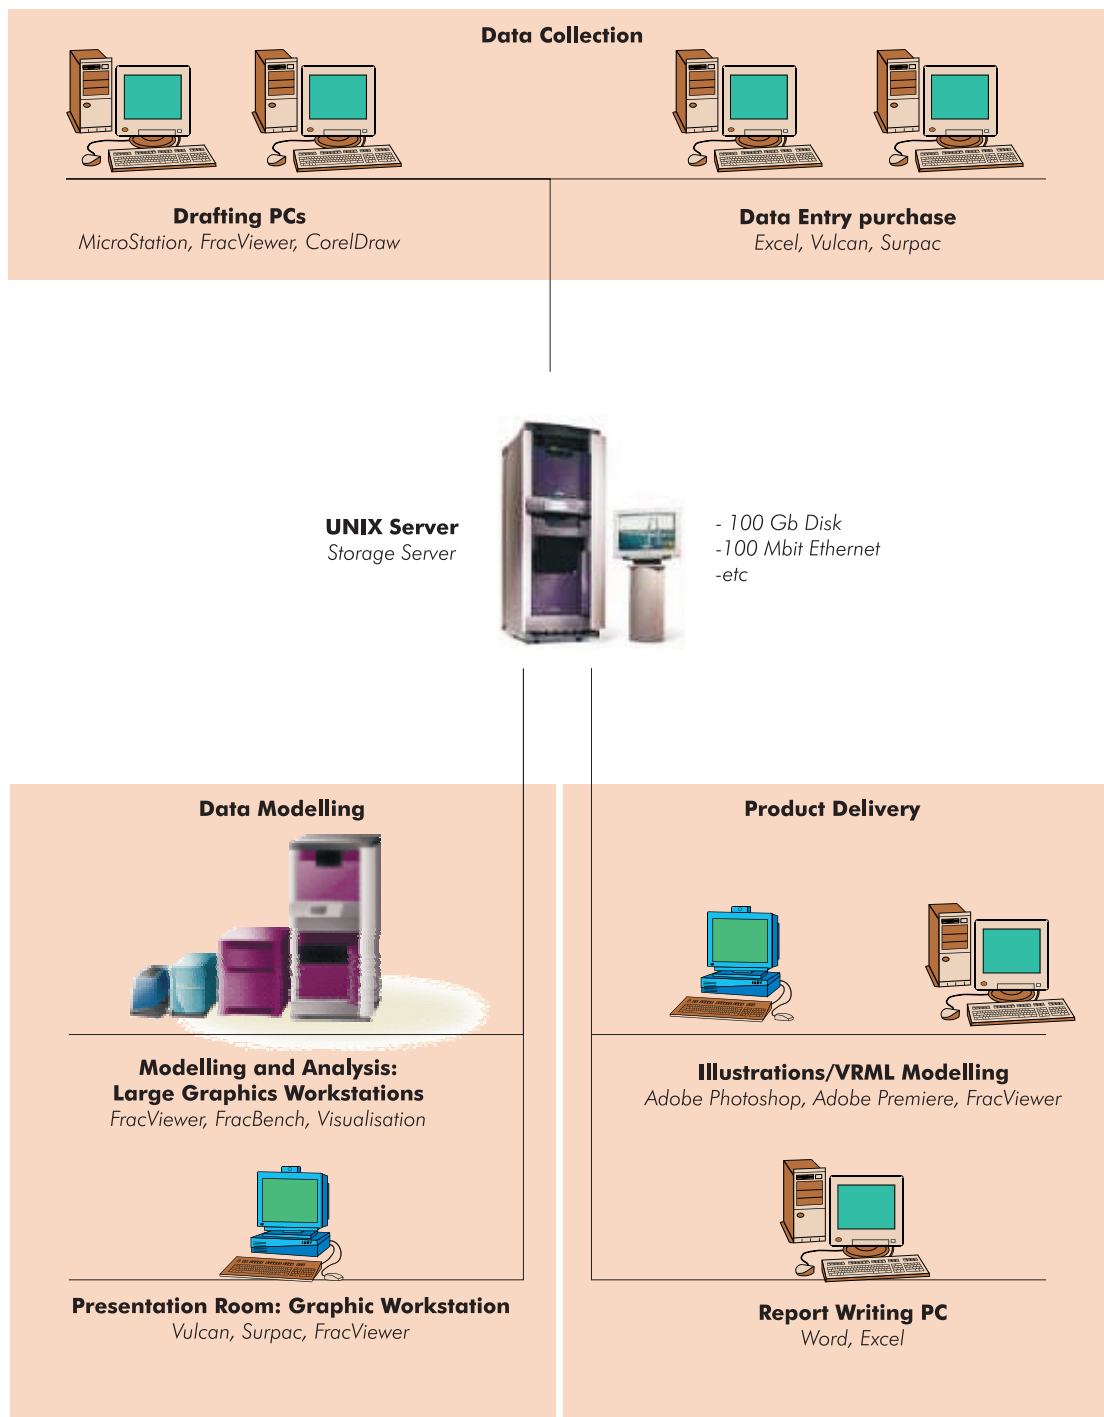 Data Collection
Drafting PCs
MicroStation, FracViewer, CorelDraw
Data Entry purchase
Excel, Vulcan, Surpac
UNIX Server
Storage Server
- 100 Gb Disk
-100 Mbit Ethernet
-etc
Data Modelling
Modelling and Analysis:
Large Graphics Workstations
FracViewer, FracBench, Visualisation
Presentation Room: Graphic Workstation
Vulcan, Surpac, FracViewer
Product Delivery
Illustrations/VRML Modelling
Adobe Photoshop, Adobe Premiere, FracViewer
Report Writing PC
Word, Excel